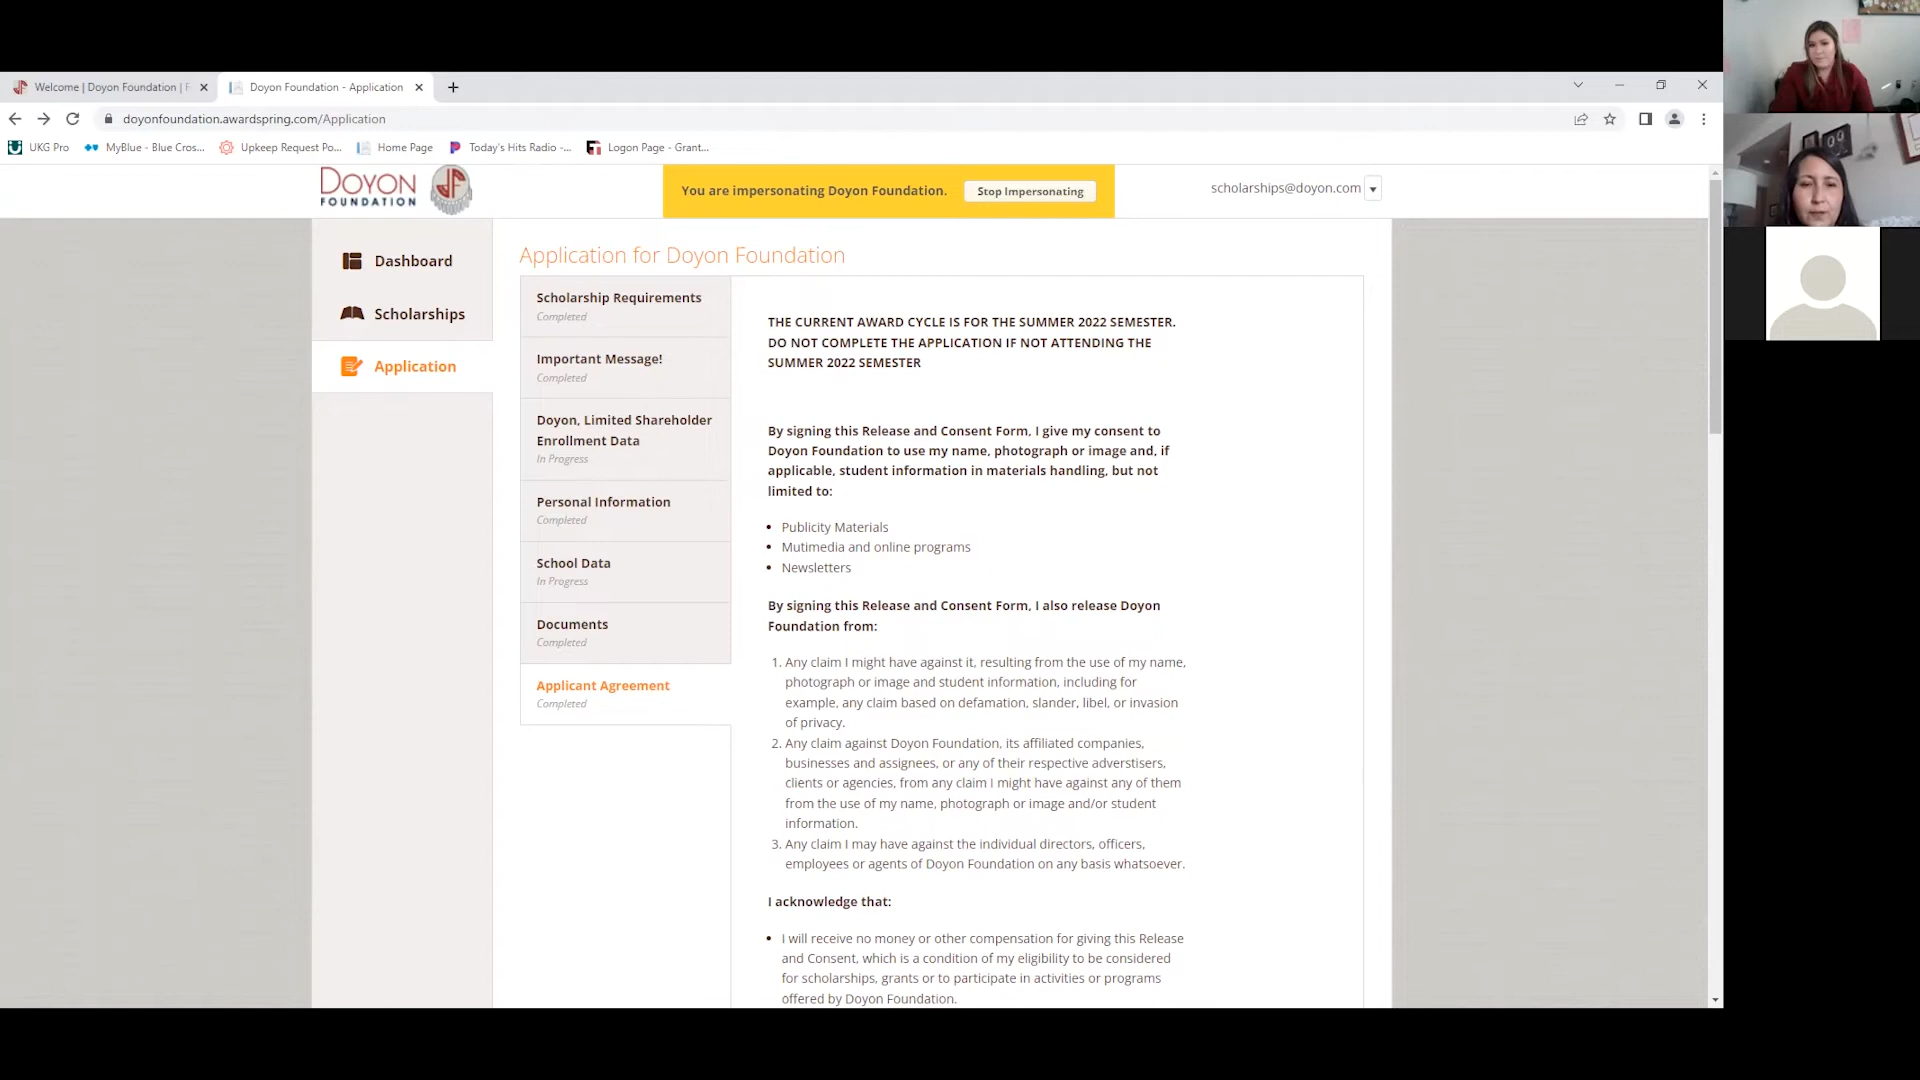 Welcome | Doyon Foundation | F
Doyon Foundation - Application
doyonfoundation.awardspring.com/Application
UKG Pro
MyBlue - Blue Cros...
Upkeep Request Po...
Home Page
Today's Hits Radio -...
Logon Page - Grant...
DOYON
FOUNDATION
You are impersonating Doyon Foundation.
Stop Impersonating
scholarships@doyon.com
Dashboard
Scholarships
Application
Application for Doyon Foundation
Scholarship Requirements
Completed
Important Message!
Completed
Doyon, Limited Shareholder
Enrollment Data
In Progress
Personal Information
Completed
School Data
In Progress
Documents
Completed
Applicant Agreement
Completed
THE CURRENT AWARD CYCLE IS FOR THE SUMMER 2022 SEMESTER.
DO NOT COMPLETE THE APPLICATION IF NOT ATTENDING THE
SUMMER 2022 SEMESTER
By signing this Release and Consent Form, I give my consent to
Doyon Foundation to use my name, photograph or image and, if
applicable, student information in materials handling, but not
limited to:
• Publicity Materials
• Mutimedia and online programs
• Newsletters
By signing this Release and Consent Form, I also release Doyon
Foundation from:
1. Any claim I might have against it, resulting from the use of my name,
photograph or image and student information, including for
example, any claim based on defamation, slander, libel, or invasion
of privacy.
2. Any claim against Doyon Foundation, its affiliated companies,
businesses and assignees, or any of their respective adverstisers,
clients or agencies, from any claim I might have against any of them
from the use of my name, photograph or image and/or student
information.
3. Any claim I may have against the individual directors, officers,
employees or agents of Doyon Foundation on any basis whatsoever.
I acknowledge that:
• I will receive no money or other compensation for giving this Release
and Consent, which is a condition of my eligibility to be considered
for scholarships, grants or to participate in activities or programs
offered by Doyon Foundation.